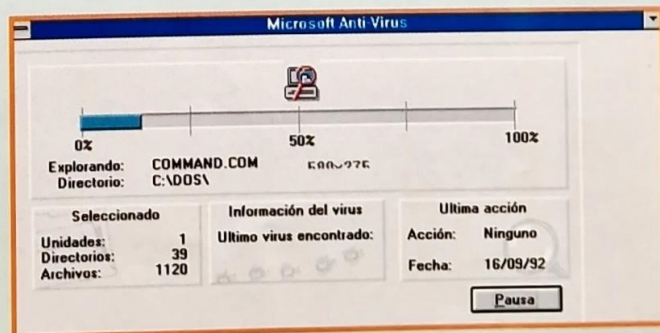 Microsoft Anti-Virus
0% 50% 100%
Explorando: COMMAND.COM
Directorio: C:\DOS\
Seleccionado
Unidades: 1
Directorios: 39
Archivos: 1120
Información del virus
Ultimo virus encontrado:
Ultima acción
Acción: Ninguno
Fecha: 16/09/92
Pausa